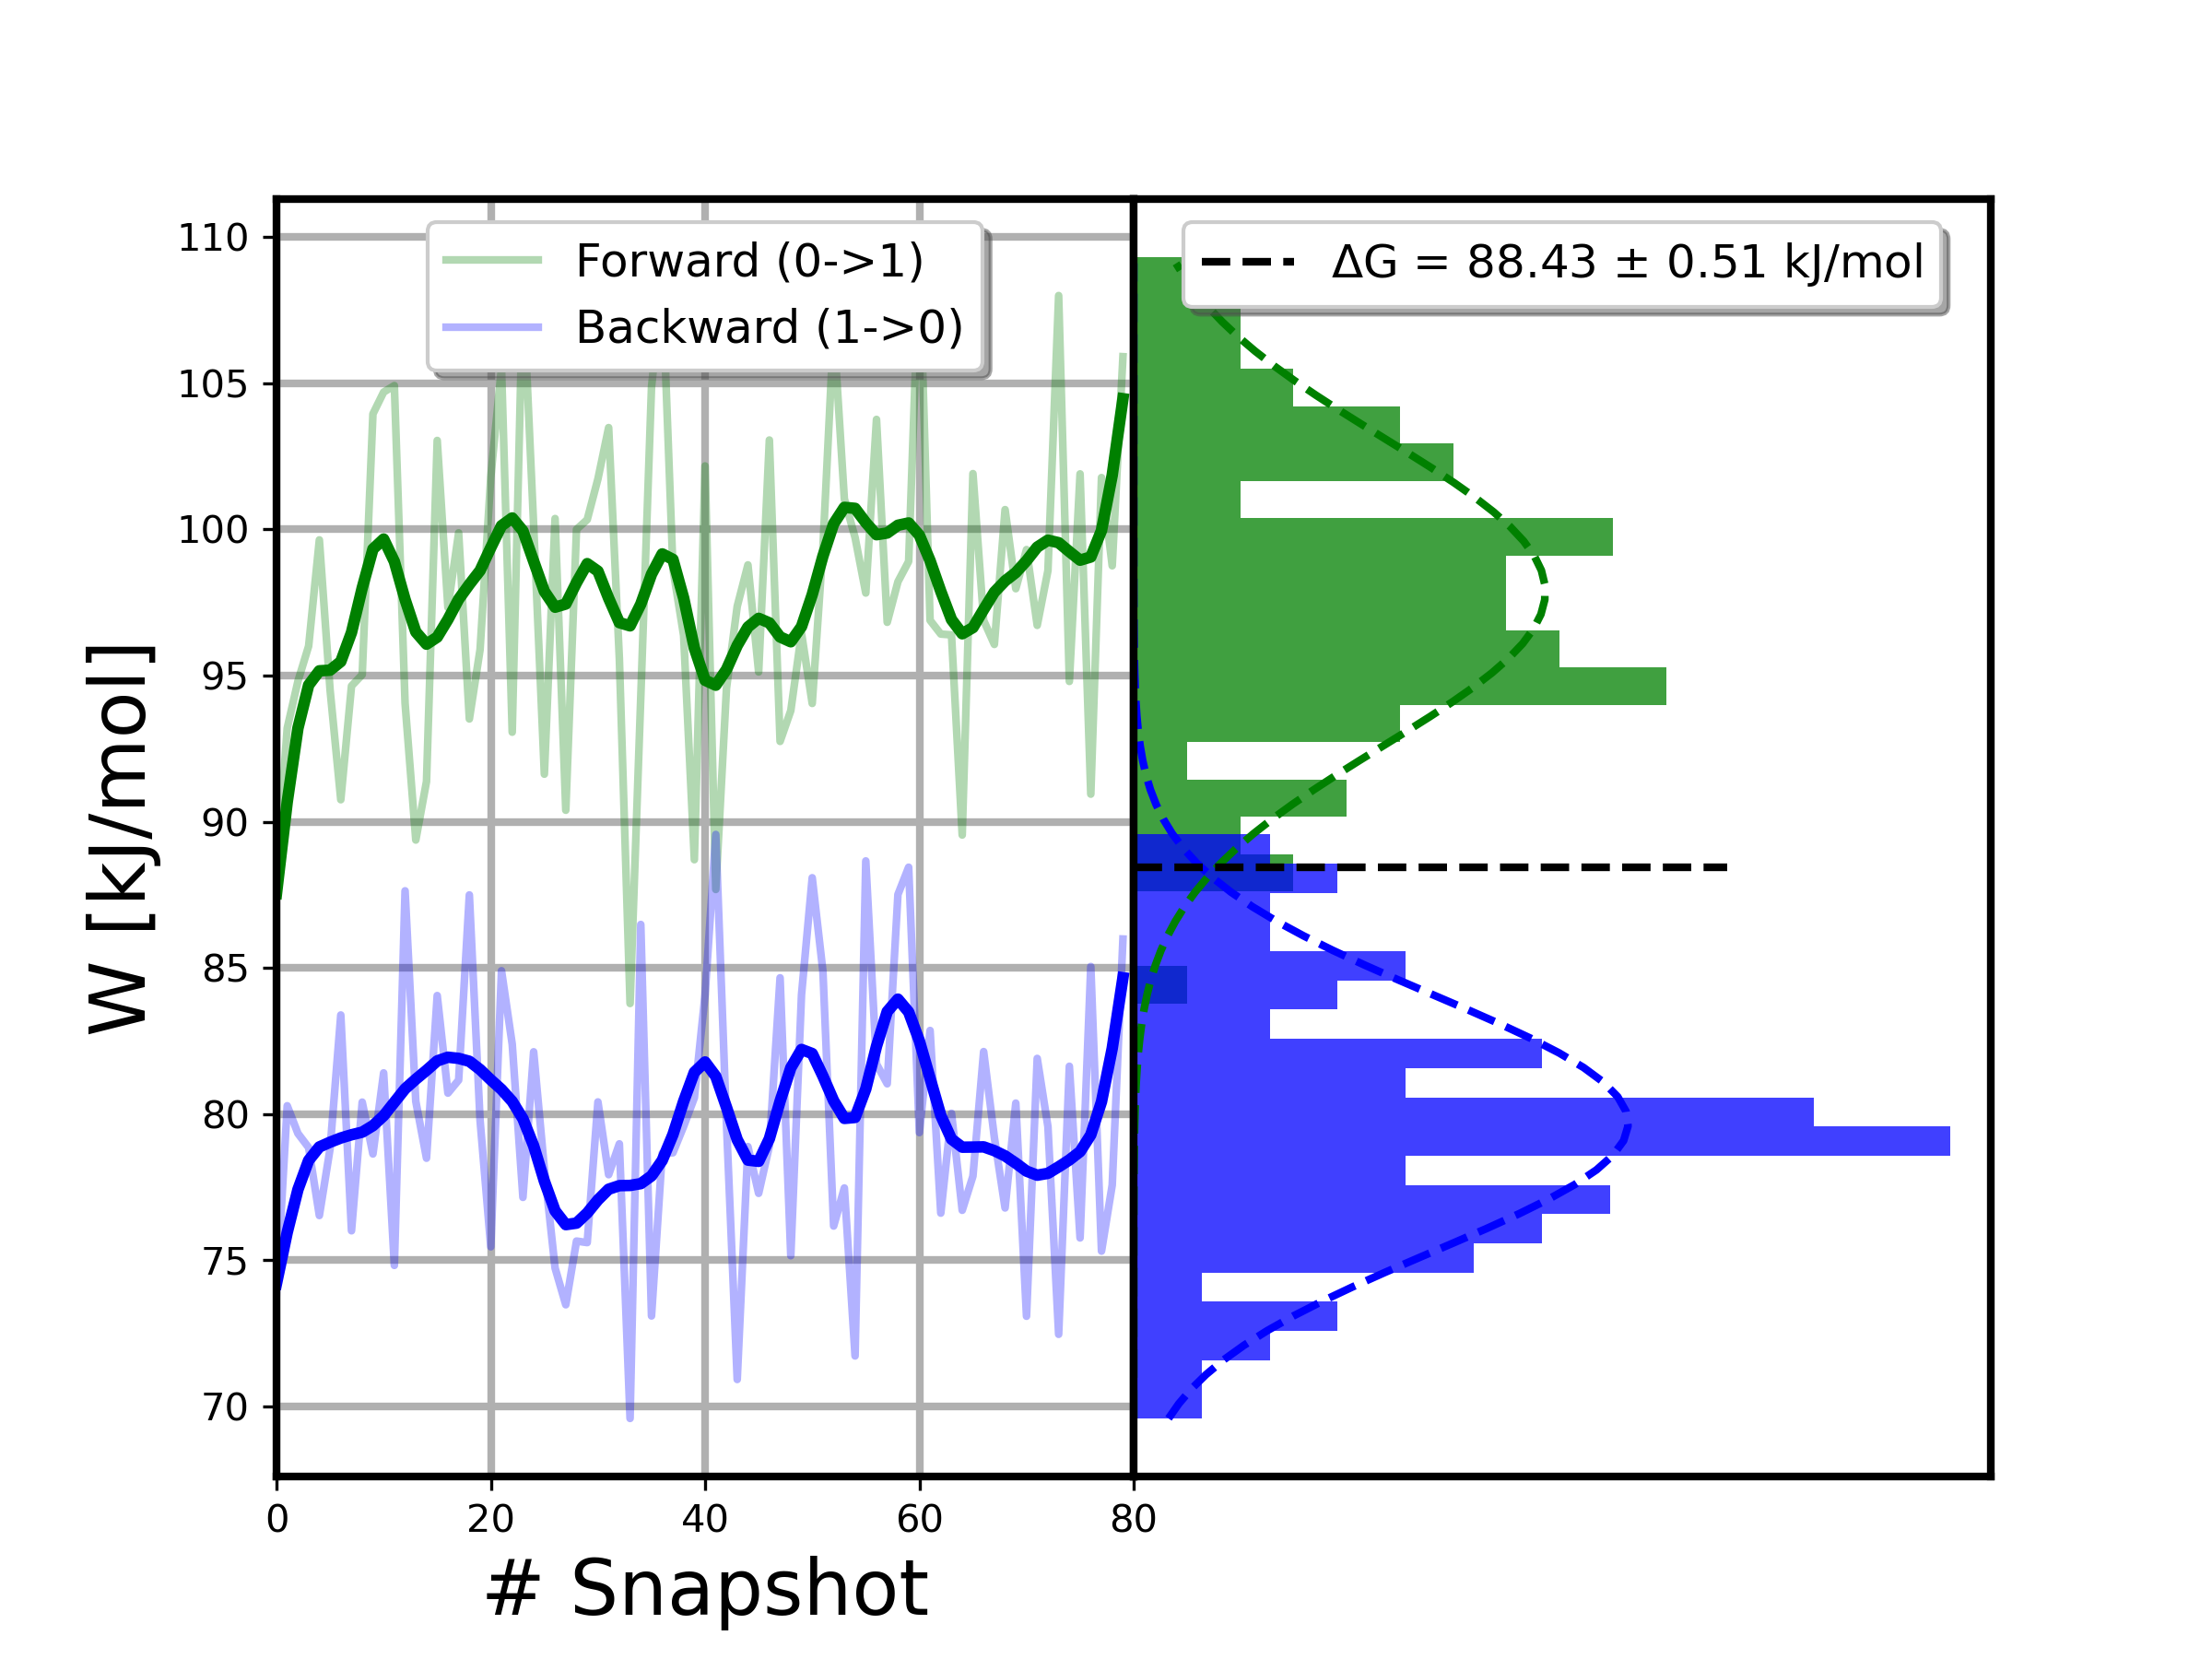 W [kJ/mol]
110
105
100
95
90
85
80
75
70
Forward (0->1)
Backward (1->0)
ΔG = 88.43 ± 0.51 kJ/mol
0 20 40 60 80
# Snapshot